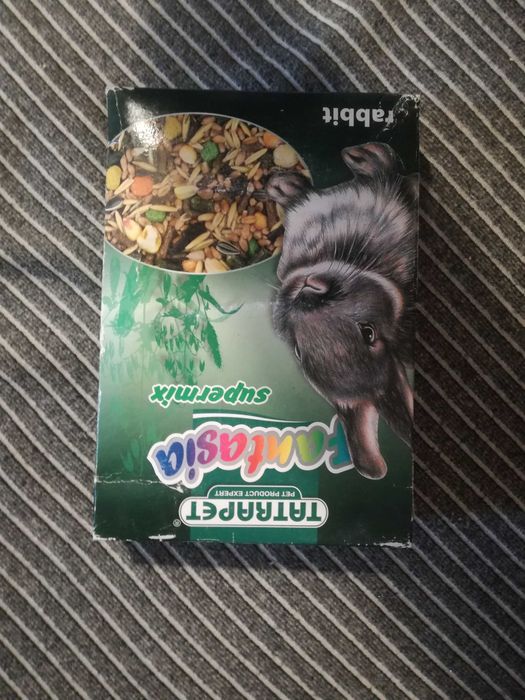 TATRAPET®
PET PRODUCT EXPERT
Fantasia
supermix
rabbit